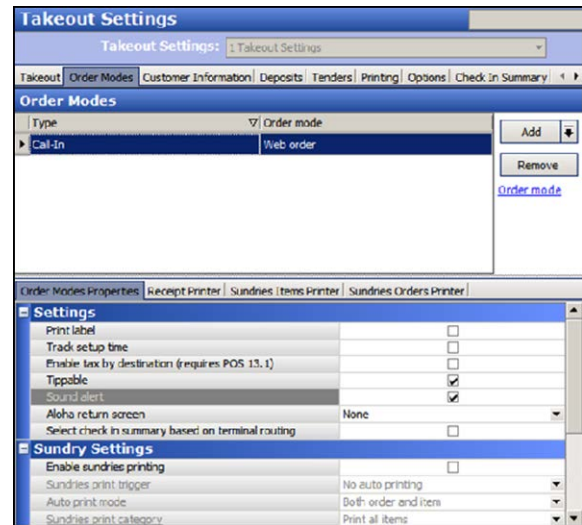 Takeout Settings
Takeout Settings: 1 Takeout Settings
Takeout Order Modes Customer Information Deposits Tenders Printing Options Check In Summary
Order Modes
Type Order mode
Call-In Web order
Add
Remove
Order mode
Order Modes Properties Receipt Printer Sundries Items Printer Sundries Orders Printer
Settings
Print label
Track setup time
Enable tax by destination (requires POS 13.1)
Tippable
Sound alert
Aloha return screen None
Select check in summary based on terminal routing
Sundry Settings
Enable sundries printing
Sundries print trigger No auto printing
Auto print mode Both order and item
Sundries print category Print all items